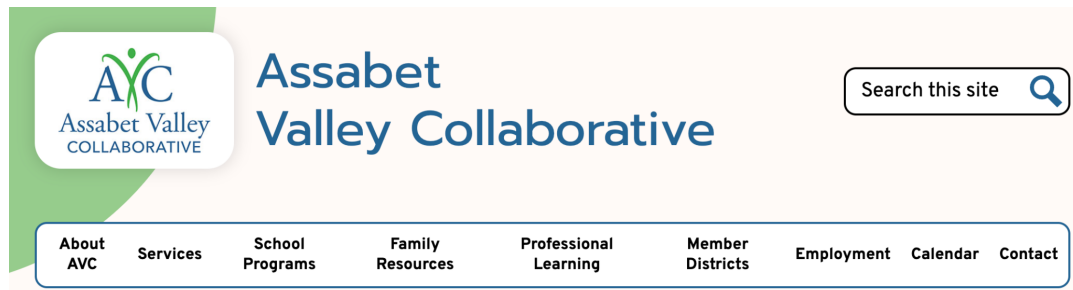 AVC
Assabet Valley
COLLABORATIVE
Assabet
Valley Collaborative
Search this site
About
AVC
Services
School
Programs
Family
Resources
Professional
Learning
Member
Districts
Employment
Calendar
Contact